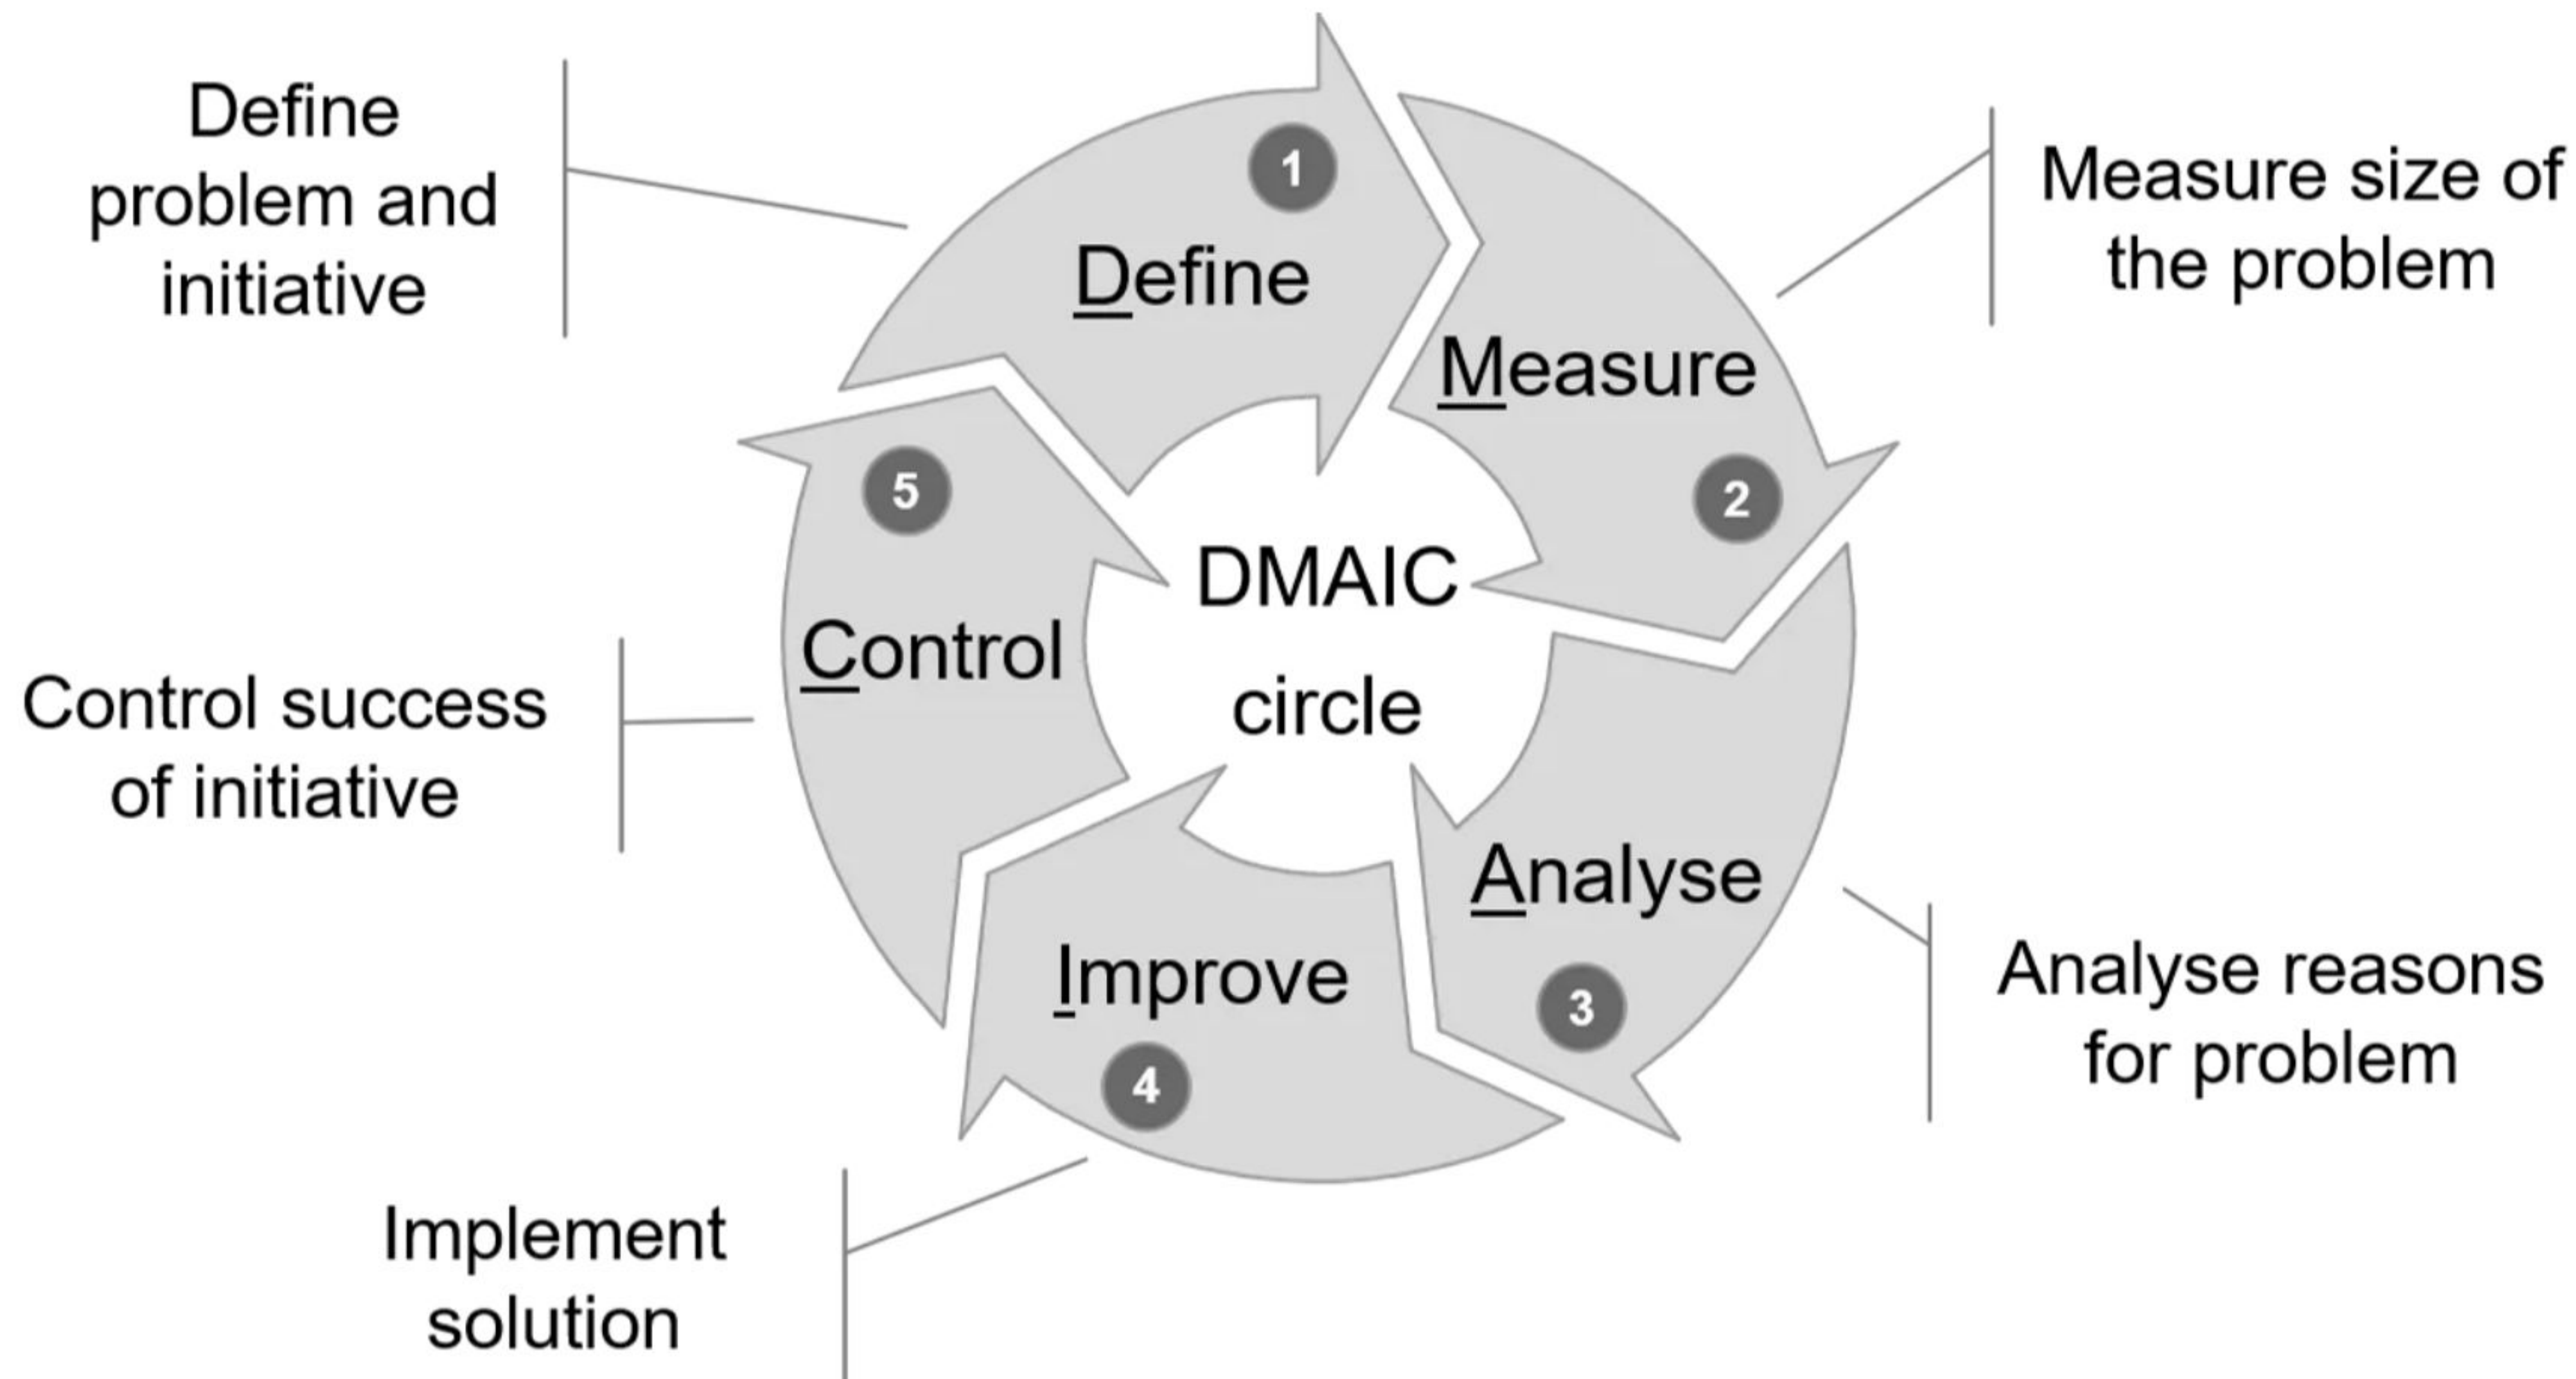 Define
problem and
initiative
1
Define
Measure size of
the problem
Measure
2
5
Control
DMAIC
circle
Control success
of initiative
Analyse
3
Analyse reasons
for problem
Improve
4
Implement
solution